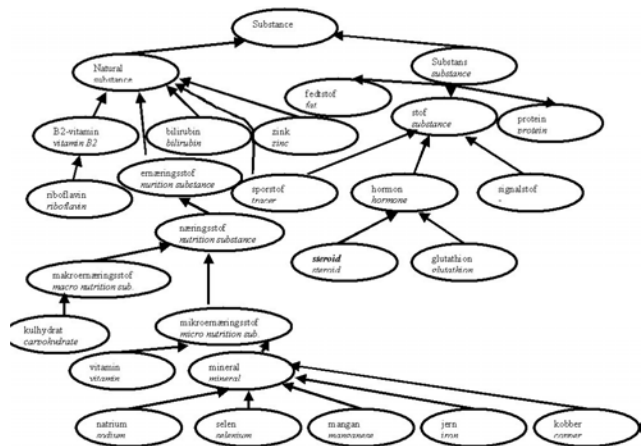 Substance
Natural
substance
Substans
substance
fedtstof
fat
stof
substance
protein
protein
B2-vitamin
vitamin B2
bilirubin
bilirubin
zink
zinc
ernæringsstof
nurition substance
riboflavin
riboflavin
sporstof
tracer
hormon
hormone
signalstof
-
næringsstof
nutrition substance
steroid
steroid
glutathion
glutathion
makroernæringsstof
macro nutrition sub.
kulhydrat
carbohydrate
mikroernæringsstof
micro nutrition sub.
vitamin
vitamin
mineral
mineral
natrium
sodium
selen
selenium
mangan
manganese
jern
iron
kobber
copper